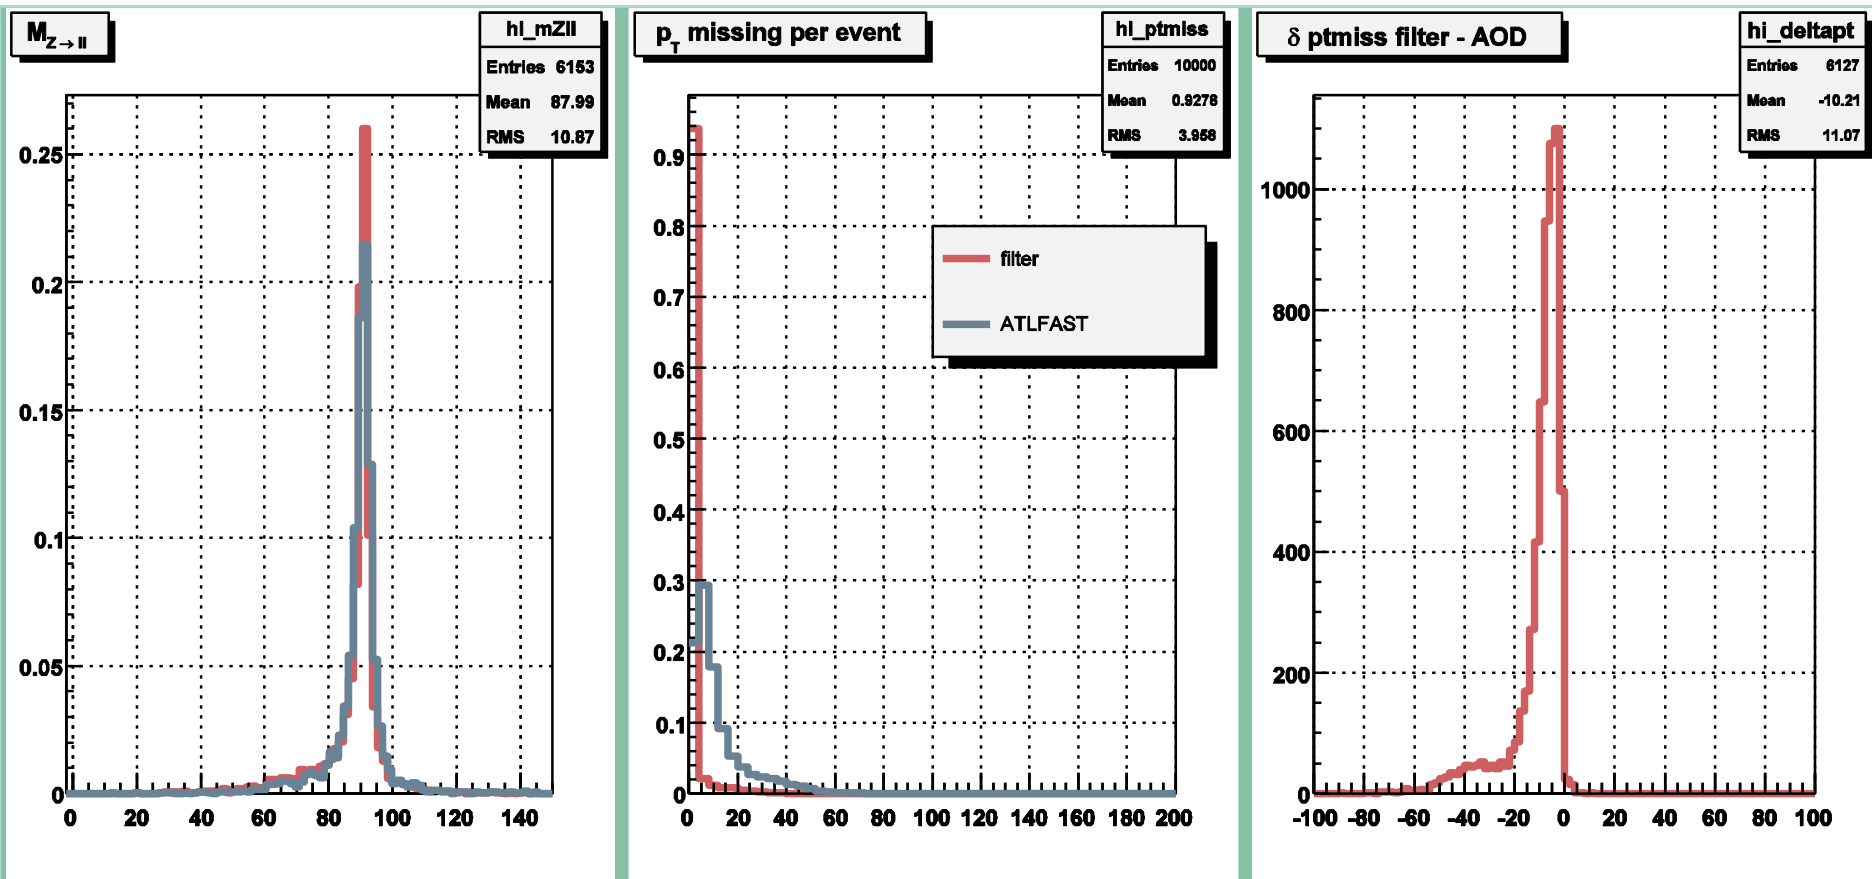 M Z→ll
hi_mZll
Entries 6153
Mean 87.99
RMS 10.87
0.25
0.2
0.15
0.1
0.05
0
0 20 40 60 80 100 120 140
p T missing per event
hi_ptmiss
Entries 10000
Mean 0.9278
RMS 3.958
filter
ATLFAST
0.9
0.8
0.7
0.6
0.5
0.4
0.3
0.2
0.1
0
0 20 40 60 80 100 120 140 160 180 200
δ ptmiss filter - AOD
hi_deltapt
Entries 6127
Mean -10.21
RMS 11.07
1000
800
600
400
200
0
-100 -80 -60 -40 -20 0 20 40 60 80 100